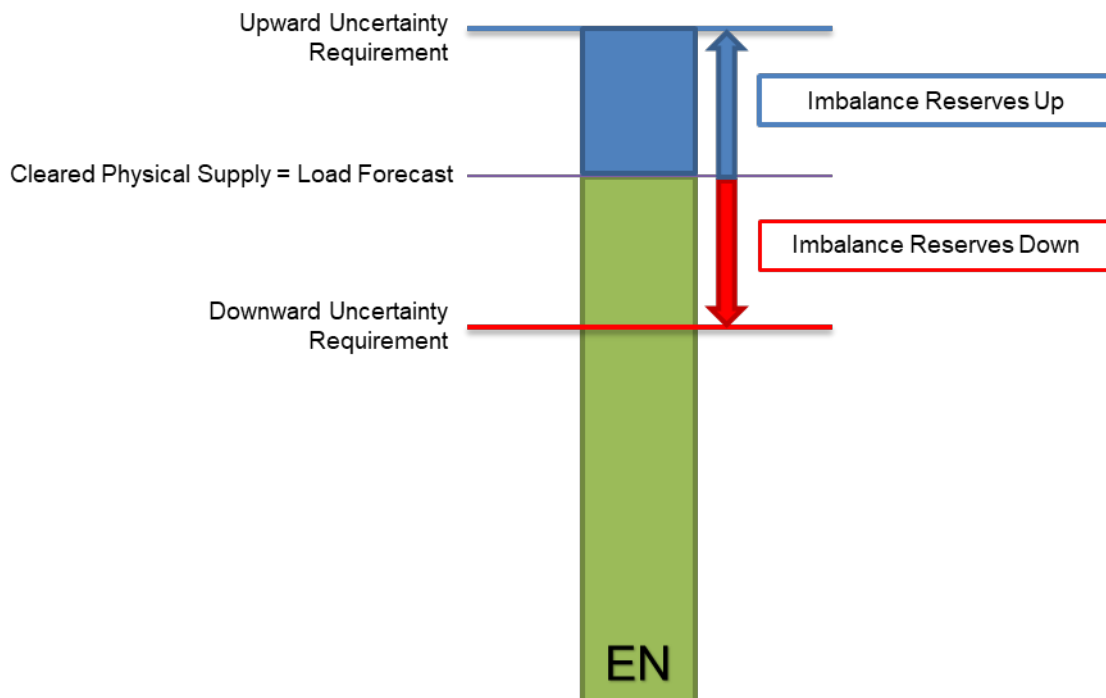 Upward Uncertainty
Requirement
Imbalance Reserves Up
Cleared Physical Supply = Load Forecast
Imbalance Reserves Down
Downward Uncertainty
Requirement
EN